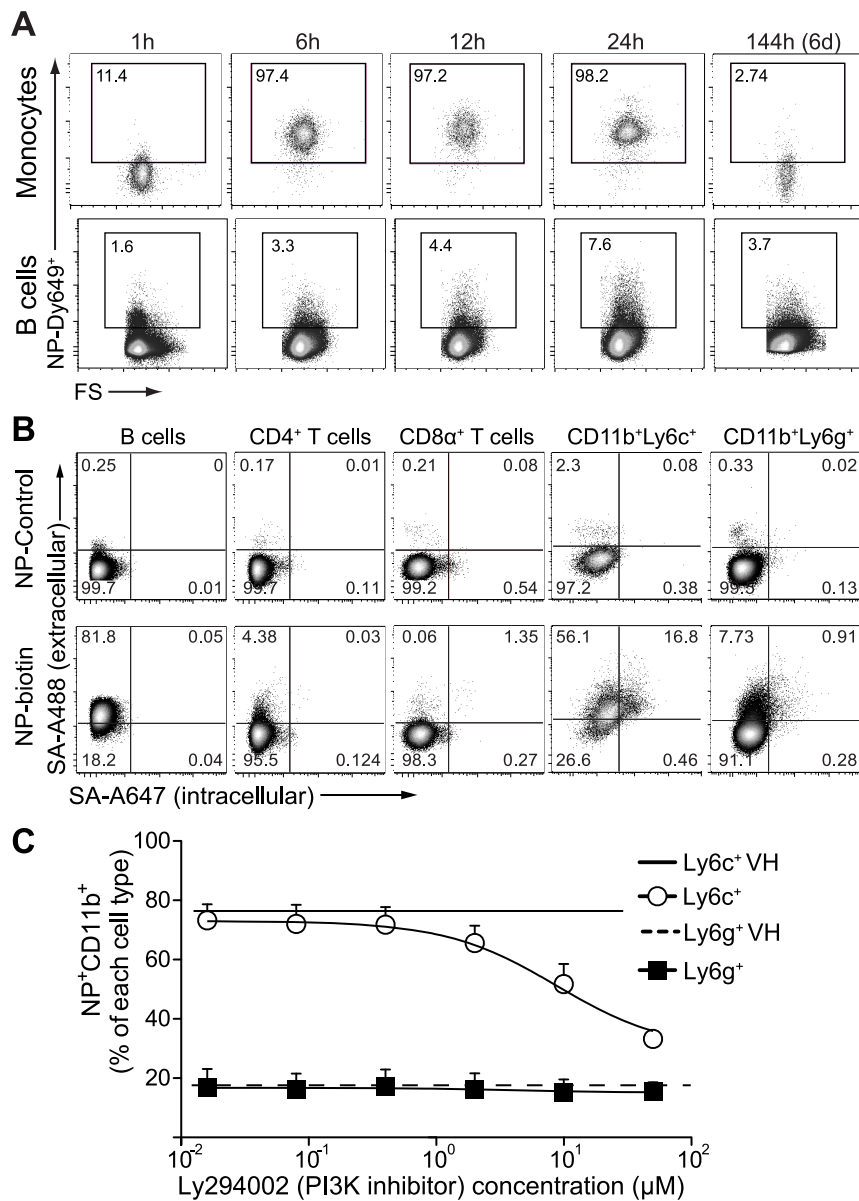 A
1h 6h 12h 24h 144h (6d)
Monocytes
11.4 97.4 97.2 98.2 2.74
B cells
NP-Dy649⁺
1.6 3.3 4.4 7.6 3.7
FS
B
B cells CD4⁺ T cells CD8α⁺ T cells CD11b⁺Ly6c⁺ CD11b⁺Ly6g⁺
NP-Control
0.25 0 0.17 0.01 0.21 0.08 2.3 0.08 0.33 0.02
99.7 0.01 99.7 0.11 99.2 0.54 97.2 0.38 99.5 0.13
NP-biotin
SA-A488 (extracellular)
81.8 0.05 4.38 0.03 0.06 1.35 56.1 16.8 7.73 0.91
18.2 0.04 95.5 0.124 98.3 0.27 26.6 0.46 91.1 0.28
SA-A647 (intracellular)
C
NP⁺CD11b⁺
(% of each cell type)
100
80
60
40
20
Ly6c⁺ VH
Ly6c⁺
Ly6g⁺ VH
Ly6g⁺
10⁻² 10⁻¹ 10⁰ 10¹ 10²
Ly294002 (PI3K inhibitor) concentration (µM)